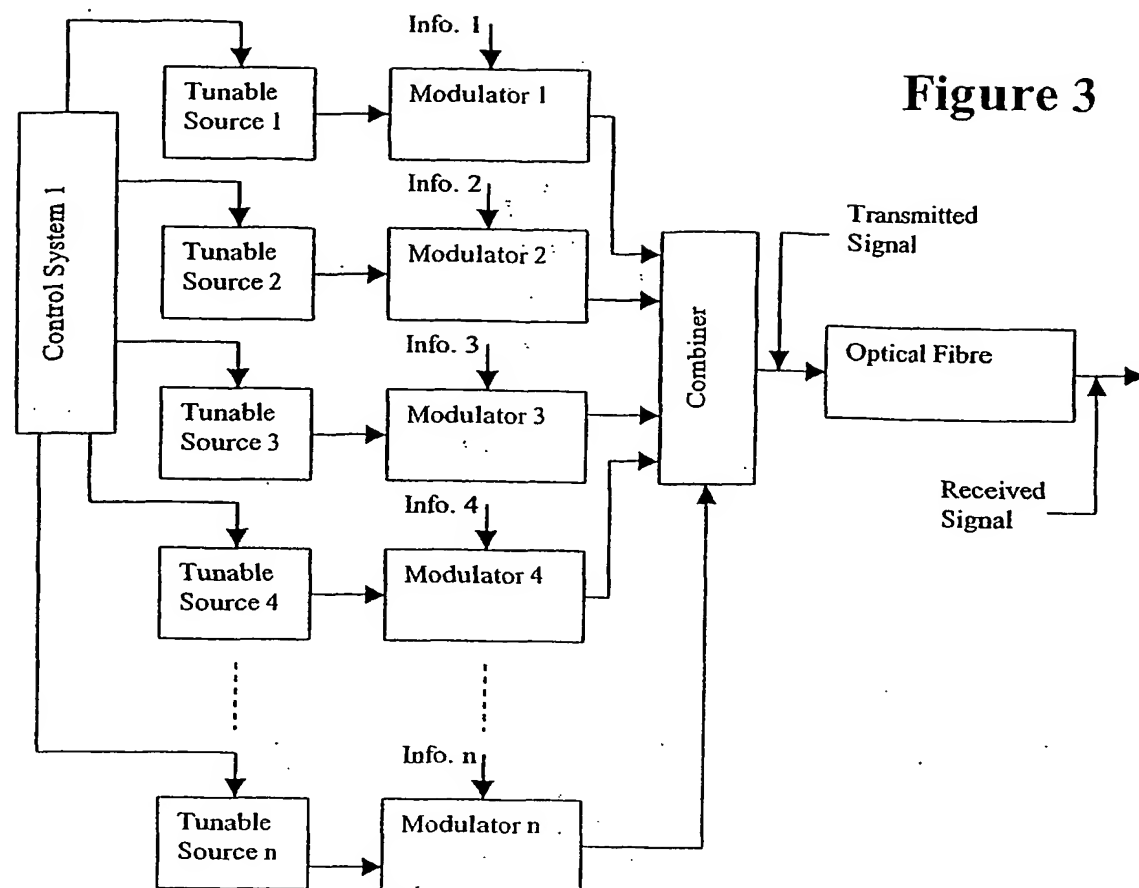 Figure 3
Control System 1
Info. 1
Tunable
Source 1
Modulator 1
Info. 2
Tunable
Source 2
Modulator 2
Info. 3
Tunable
Source 3
Modulator 3
Info. 4
Tunable
Source 4
Modulator 4
Info. n
Tunable
Source n
Modulator n
Combiner
Transmitted
Signal
Optical Fibre
Received
Signal